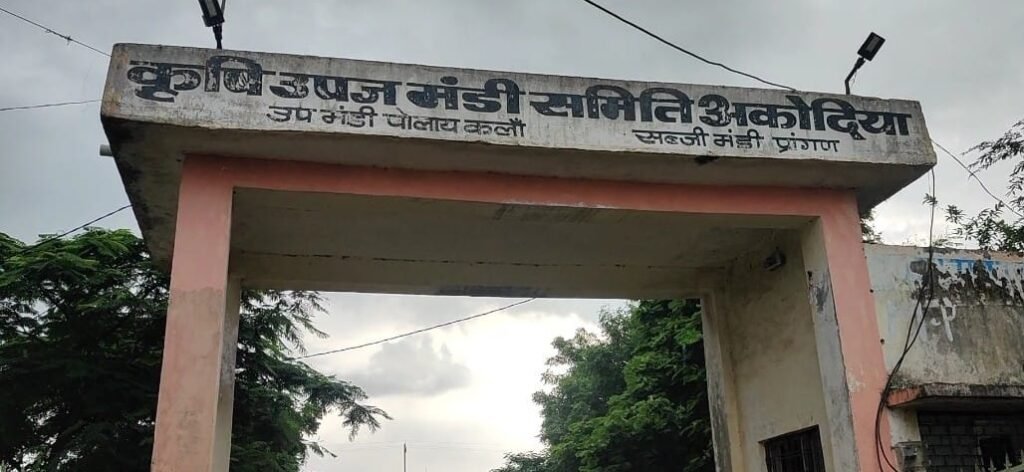 कृषि उपज मंडी समिति अकोदिया
उप मंडी पोलाय कलाँ
सब्जी मंडी प्रांगण